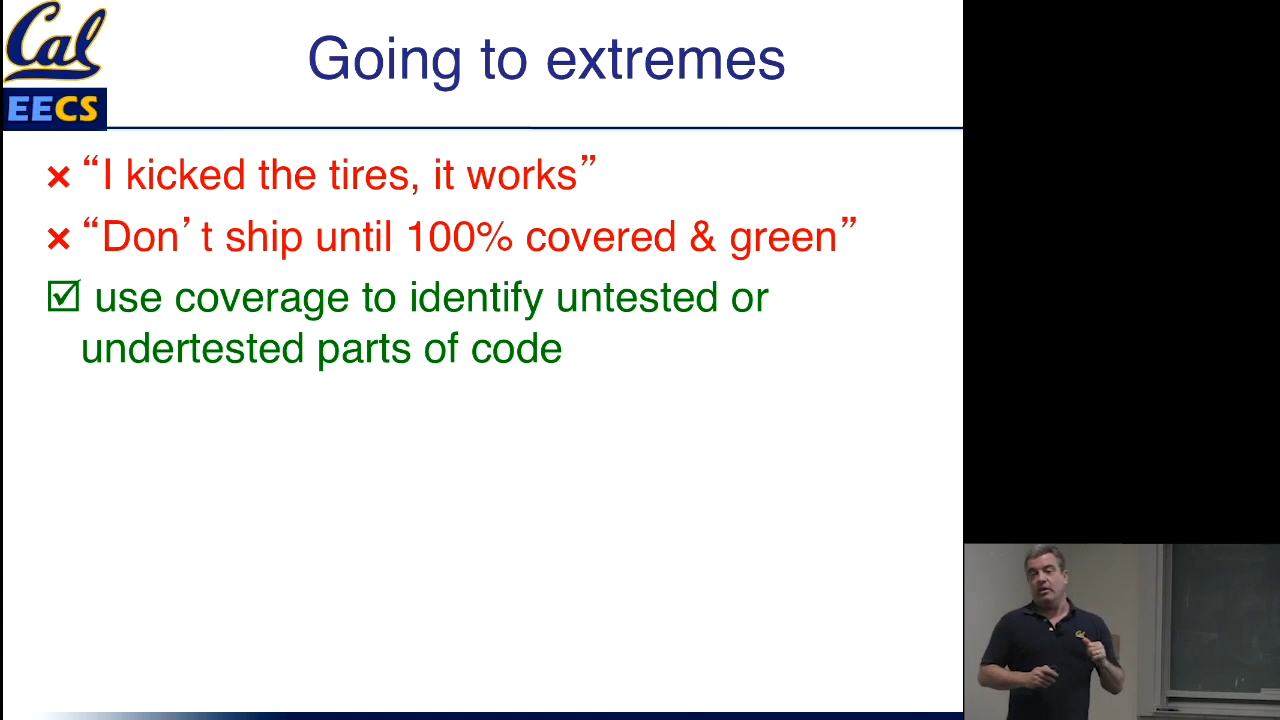 Cal
EECS
Going to extremes
× “I kicked the tires, it works”
× “Don’t ship until 100% covered & green”
☑ use coverage to identify untested or
undertested parts of code
Cal